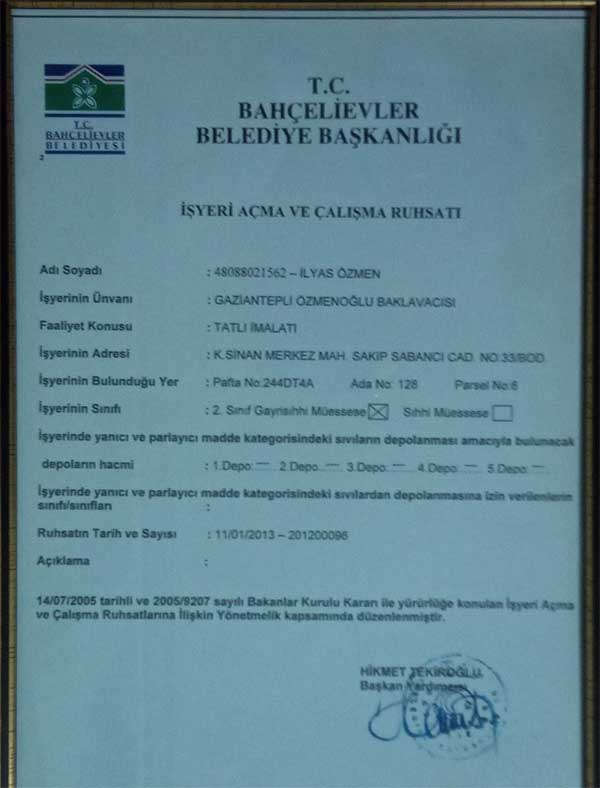 T.C.
BAHÇELİEVLER
BELEDİYESİ
2
T.C.
BAHÇELİEVLER
BELEDİYE BAŞKANLIĞI
İŞYERİ AÇMA VE ÇALIŞMA RUHSATI
Adı Soyadı : 48088021562 – İLYAS ÖZMEN
İşyerinin Ünvanı : GAZİANTEPLİ ÖZMENOĞLU BAKLAVACISI
Faaliyet Konusu : TATLI İMALATI
İşyerinin Adresi : K.SİNAN MERKEZ MAH. SAKIP SABANCI CAD. NO:33/BOD.
İşyerinin Bulunduğu Yer : Pafta No:244DT4A Ada No: 128 Parsel No:6
İşyerinin Sınıfı : 2. Sınıf Gayrisıhhi Müessese ☒ Sıhhi Müessese ☐
İşyerinde yanıcı ve parlayıcı madde kategorisindeki sıvıların depolanması amacıyla bulunacak
depoların hacmi : 1.Depo: --- 2.Depo: --- 3.Depo: --- 4.Depo: --- 5.Depo: ---
İşyerinde yanıcı ve parlayıcı madde kategorisindeki sıvılardan depolanmasına izin verilenlerin
sınıfı/sınıfları :
Ruhsatın Tarih ve Sayısı : 11/01/2013 – 201200096
Açıklama :
14/07/2005 tarihli ve 2005/9207 sayılı Bakanlar Kurulu Kararı ile yürürlüğe konulan İşyeri Açma
ve Çalışma Ruhsatlarına İlişkin Yönetmelik kapsamında düzenlenmiştir.
HİKMET TEKİROĞLU
Başkan Yardımcısı